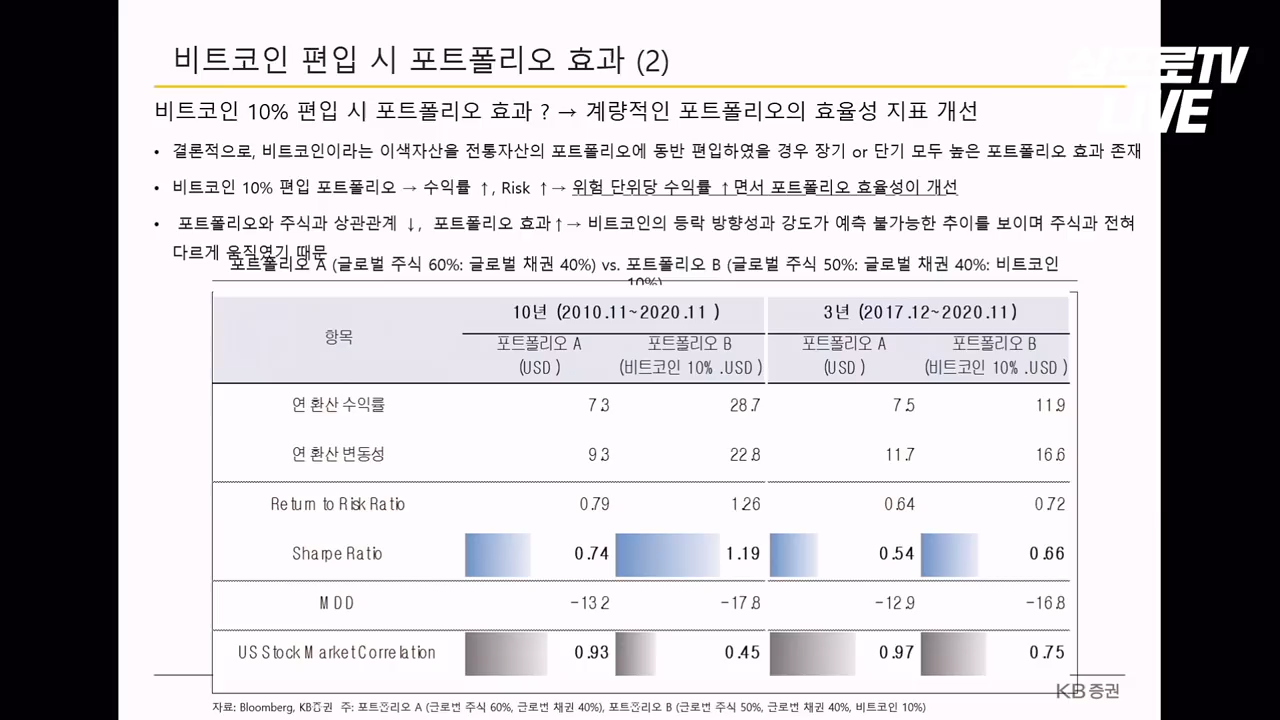 비트코인 편입 시 포트폴리오 효과 (2)
삼프로TV
LIVE
비트코인 10% 편입 시 포트폴리오 효과 ? → 계량적인 포트폴리오의 효율성 지표 개선
• 결론적으로, 비트코인이라는 이색자산을 전통자산의 포트폴리오에 동반 편입하였을 경우 장기 or 단기 모두 높은 포트폴리오 효과 존재
• 비트코인 10% 편입 포트폴리오 → 수익률 ↑, Risk ↑→ 위험 단위당 수익률 ↑면서 포트폴리오 효율성이 개선
• 포트폴리오와 주식과 상관관계 ↓, 포트폴리오 효과↑→ 비트코인의 등락 방향성과 강도가 예측 불가능한 추이를 보이며 주식과 전혀
다르게 움직였기 때문
포트폴리오 A (글로벌 주식 60%: 글로벌 채권 40%) vs. 포트폴리오 B (글로벌 주식 50%: 글로벌 채권 40%: 비트코인
10%)
항목 10년 (2010.11~2020.11 ) 3년 (2017.12~2020.11)
포트폴리오 A 포트폴리오 B 포트폴리오 A 포트폴리오 B
(USD ) (비트코인 10% .USD ) (USD ) (비트코인 10% .USD )
연 환산 수익률 7.3 28.7 7.5 11.9
연 환산 변동성 9.3 22.8 11.7 16.6
Return to Risk Ratio 0.79 1.26 0.64 0.72
Sharpe Ratio 0.74 1.19 0.54 0.66
MDD -13.2 -17.8 -12.9 -16.8
US Stock Market Correlation 0.93 0.45 0.97 0.75
KB증권
자료: Bloomberg, KB증권 주: 포트폴리오 A (글로벌 주식 60%, 글로벌 채권 40%), 포트폴리오 B (글로벌 주식 50%, 글로벌 채권 40%, 비트코인 10%)